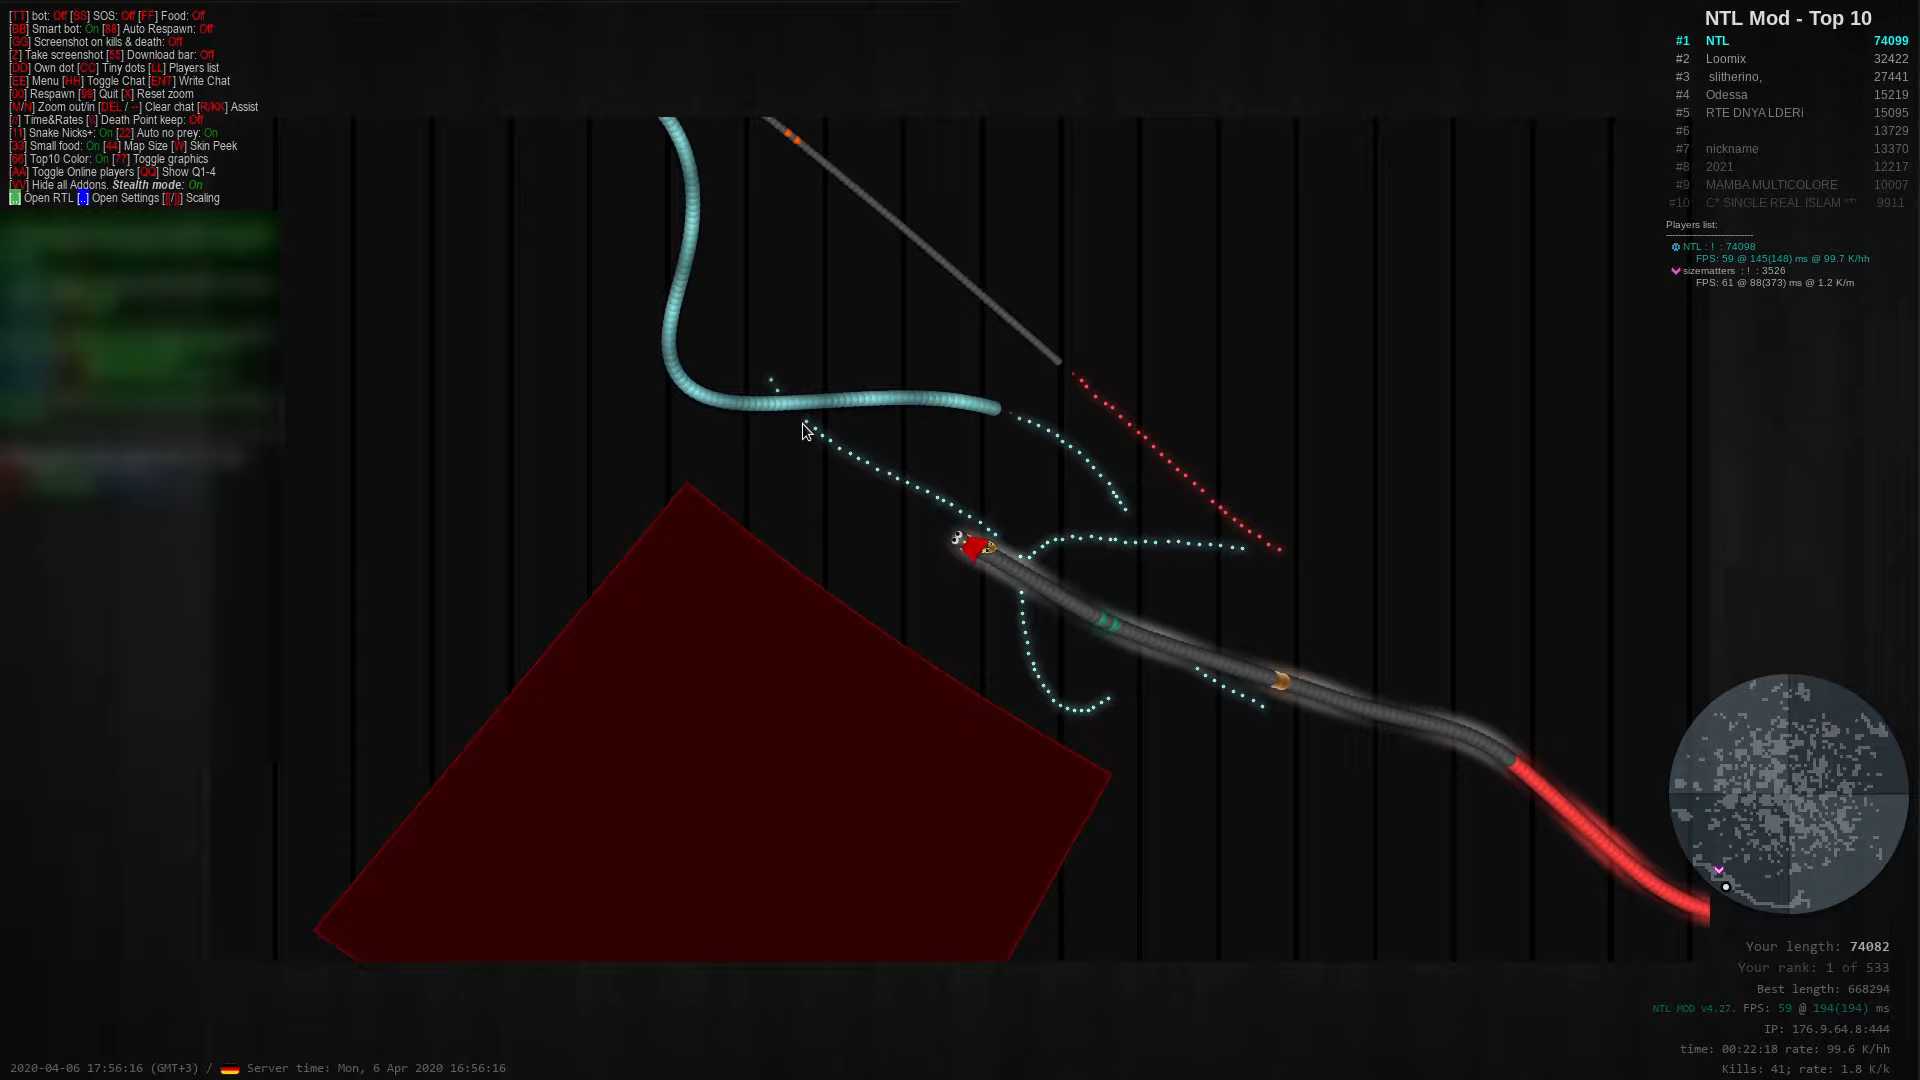 [TT] bot: Off [SS] SOS: Off [FF] Food: Off
[BB] Smart bot: On [88] Auto Respawn: Off
[GG] Screenshot on kills & death: Off
[Z] Take screenshot [55] Download bar: Off
[DD] Own dot [CC] Tiny dots [LL] Players list
[EE] Menu [HH] Toggle Chat [ENT] Write Chat
[00] Respawn [99] Quit [X] Reset zoom
[M/N] Zoom out/in [DEL / --] Clear chat [R/KK] Assist
[/] Time&Rates [\] Death Point keep: Off
[11] Snake Nicks+: On [22] Auto no prey: On
[33] Small food: On [44] Map Size [W] Skin Peek
[66] Top10 Color: On [77] Toggle graphics
[AA] Toggle Online players [QQ] Show Q1-4
[VV] Hide all Addons. Stealth mode: On
[.] Open RTL [,] Open Settings [[/]] Scaling
NTL Mod - Top 10
#1 NTL 74099
#2 Loomix 32422
#3 slitherino, 27441
#4 Odessa 15219
#5 RTE DNYA LDERi 15095
#6 13729
#7 nickname 13370
#8 2021 12217
#9 MAMBA MULTICOLORE 10007
#10 C* SINGLE REAL ISLAM 9911
Players list:
NTL : ! : 74098
FPS: 59 @ 145(148) ms @ 99.7 K/hh
sizematters : ! : 3526
FPS: 61 @ 88(373) ms @ 1.2 K/m
Your length: 74082
Your rank: 1 of 533
Best length: 668294
NTL MOD v4.27. FPS: 59 @ 194(194) ms
IP: 176.9.64.8:444
time: 00:22:18 rate: 99.6 K/hh
Kills: 41; rate: 1.8 K/k
2020-04-06 17:56:16 (GMT+3) / Server time: Mon, 6 Apr 2020 16:56:16